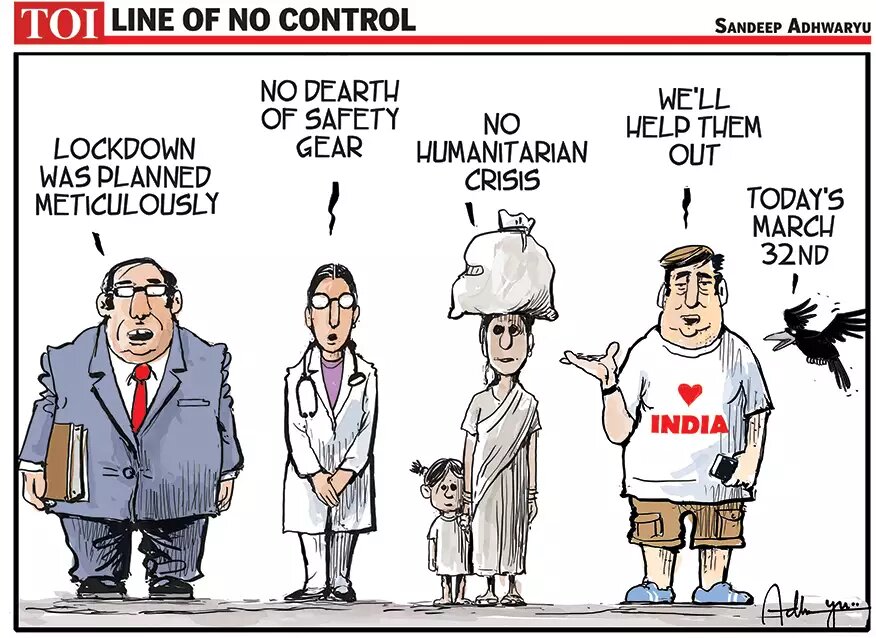 TOI LINE OF NO CONTROL
SANDEEP ADHWARYU
LOCKDOWN
WAS PLANNED
METICULOUSLY
NO DEARTH
OF SAFETY
GEAR
NO
HUMANITARIAN
CRISIS
WE'LL
HELP THEM
OUT
TODAY'S
MARCH
32ND
INDIA